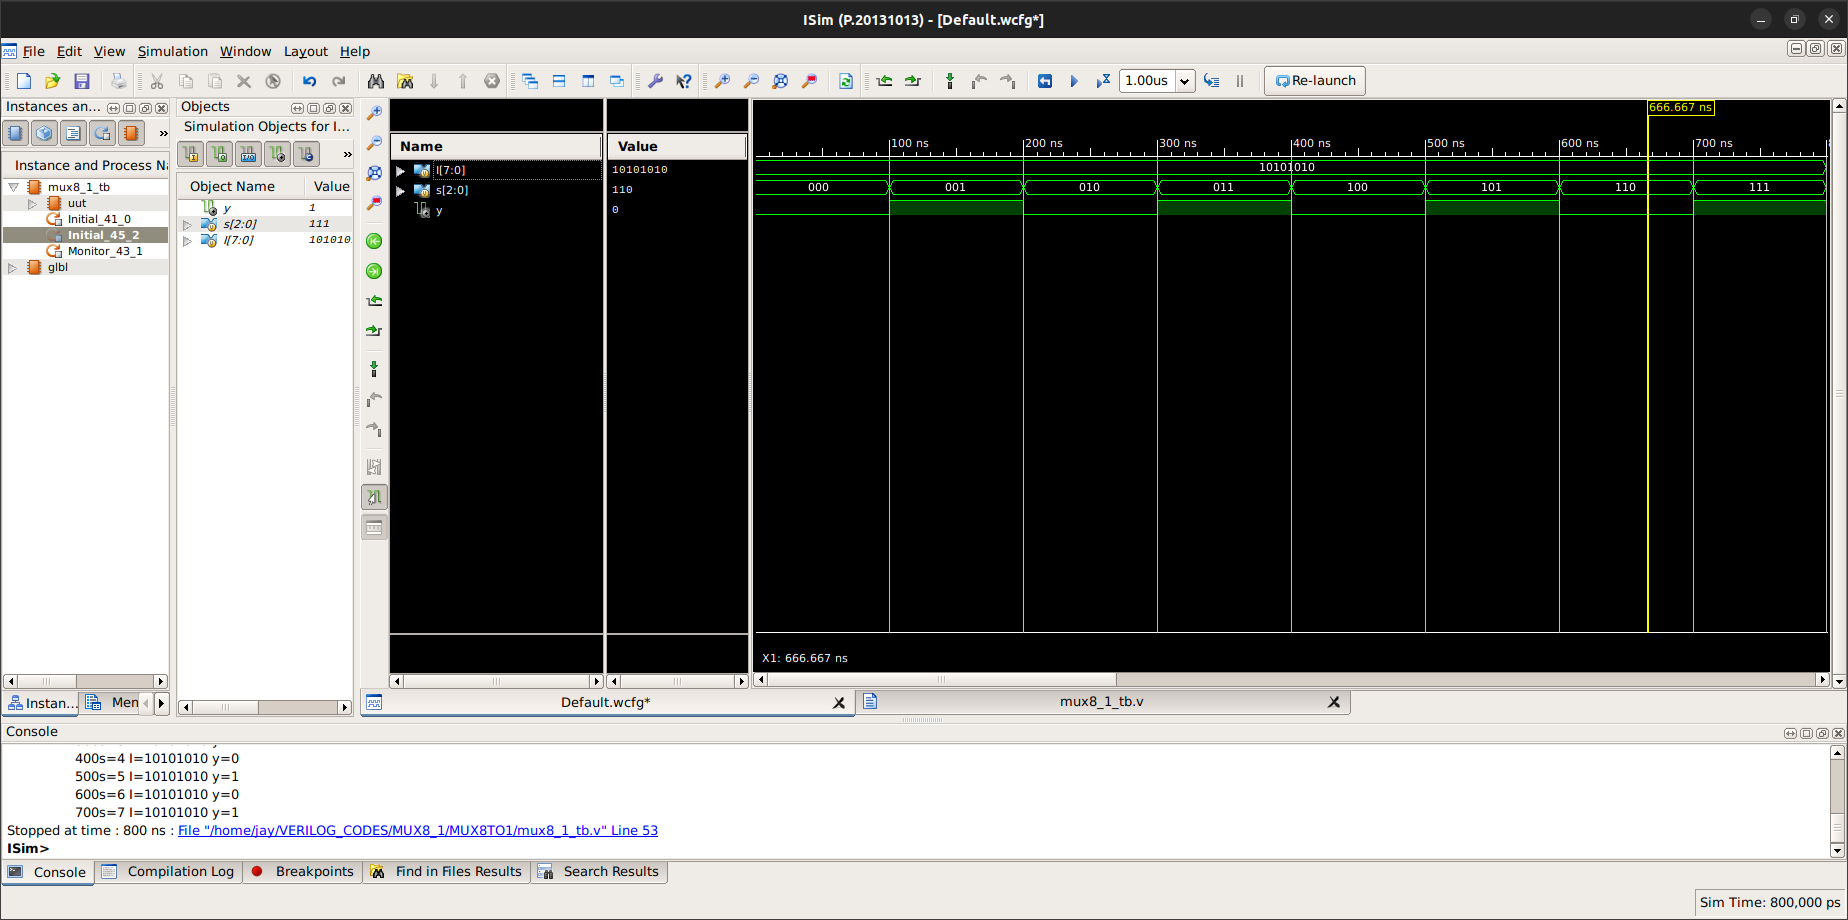 ISim (P.20131013) - [Default.wcfg*]
File Edit View Simulation Window Layout Help
1.00us Re-launch
Instances an...
Instance and Process Na
mux8_1_tb
uut
Initial_41_0
Initial_45_2
Monitor_43_1
glbl
Instan... Men
Objects
Simulation Objects for I...
Object Name Value
y 1
s[2:0] 111
I[7:0] 101010
Name Value
I[7:0] 10101010
s[2:0] 110
y 0
666.667 ns
100 ns 200 ns 300 ns 400 ns 500 ns 600 ns 700 ns
10101010
000 001 010 011 100 101 110 111
X1: 666.667 ns
Default.wcfg* mux8_1_tb.v
Console
400s=4 I=10101010 y=0
500s=5 I=10101010 y=1
600s=6 I=10101010 y=0
700s=7 I=10101010 y=1
Stopped at time : 800 ns : File "/home/jay/VERILOG_CODES/MUX8_1/MUX8TO1/mux8_1_tb.v" Line 53
ISim>
Console Compilation Log Breakpoints Find in Files Results Search Results
Sim Time: 800,000 ps